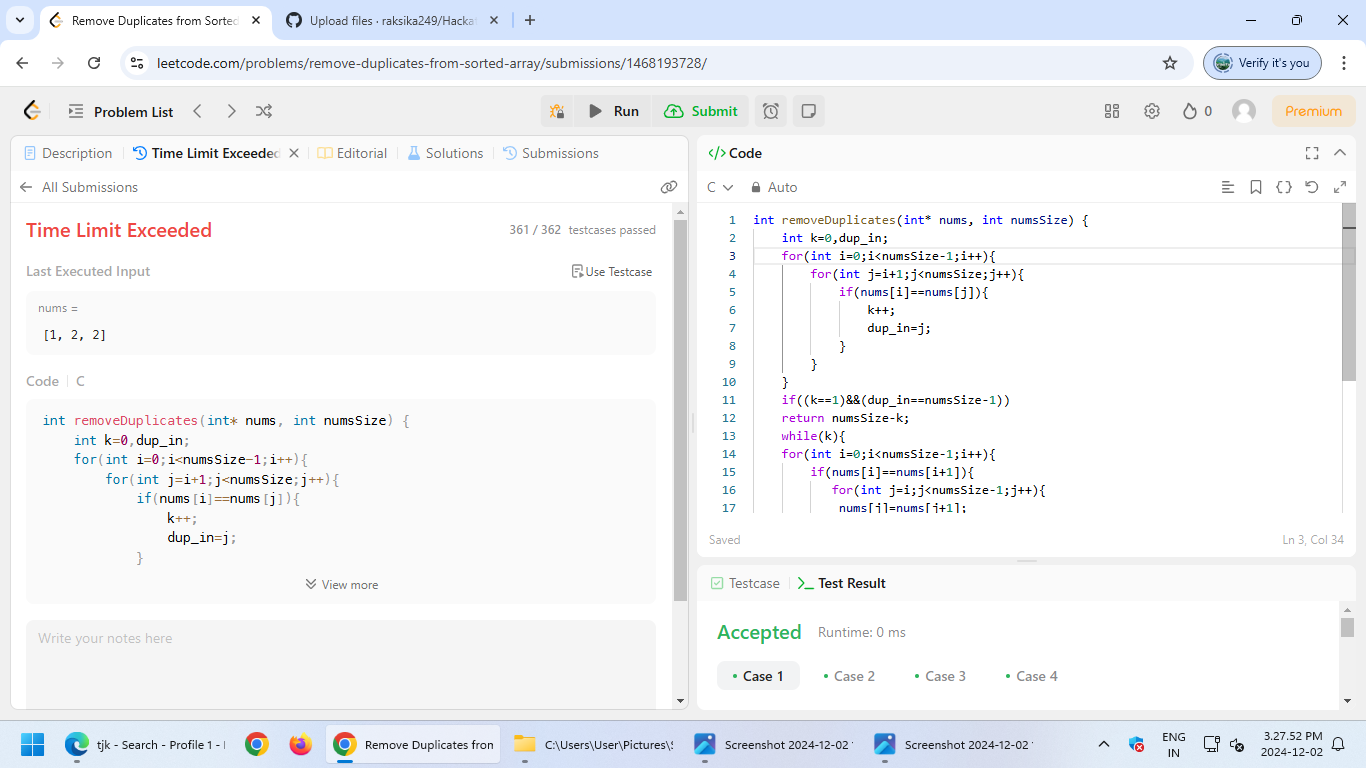 Remove Duplicates from Sorted
Upload files · raksika249/Hacka
leetcode.com/problems/remove-duplicates-from-sorted-array/submissions/1468193728/
Verify it's you
Problem List
Run
Submit
0
Premium
Description
Time Limit Exceeded
Editorial
Solutions
Submissions
All Submissions
Time Limit Exceeded
361 / 362 testcases passed
Last Executed Input
Use Testcase
nums =
[1, 2, 2]
Code
C
int removeDuplicates(int* nums, int numsSize) {
int k=0,dup_in;
for(int i=0;i<numsSize-1;i++){
for(int j=i+1;j<numsSize;j++){
if(nums[i]==nums[j]){
k++;
dup_in=j;
}
View more
Write your notes here
</> Code
C
Auto
1 int removeDuplicates(int* nums, int numsSize) {
2 int k=0,dup_in;
3 for(int i=0;i<numsSize-1;i++){
4 for(int j=i+1;j<numsSize;j++){
5 if(nums[i]==nums[j]){
6 k++;
7 dup_in=j;
8 }
9 }
10 }
11 if((k==1)&&(dup_in==numsSize-1))
12 return numsSize-k;
13 while(k){
14 for(int i=0;i<numsSize-1;i++){
15 if(nums[i]==nums[i+1]){
16 for(int j=i;j<numsSize-1;j++){
17 nums[j]=nums[j+1];
Saved
Ln 3, Col 34
Testcase
Test Result
Accepted
Runtime: 0 ms
Case 1
Case 2
Case 3
Case 4
tjk - Search - Profile 1 -
Remove Duplicates from
C:\Users\User\Pictures\S
Screenshot 2024-12-02
Screenshot 2024-12-02
ENG
IN
3.27.52 PM
2024-12-02